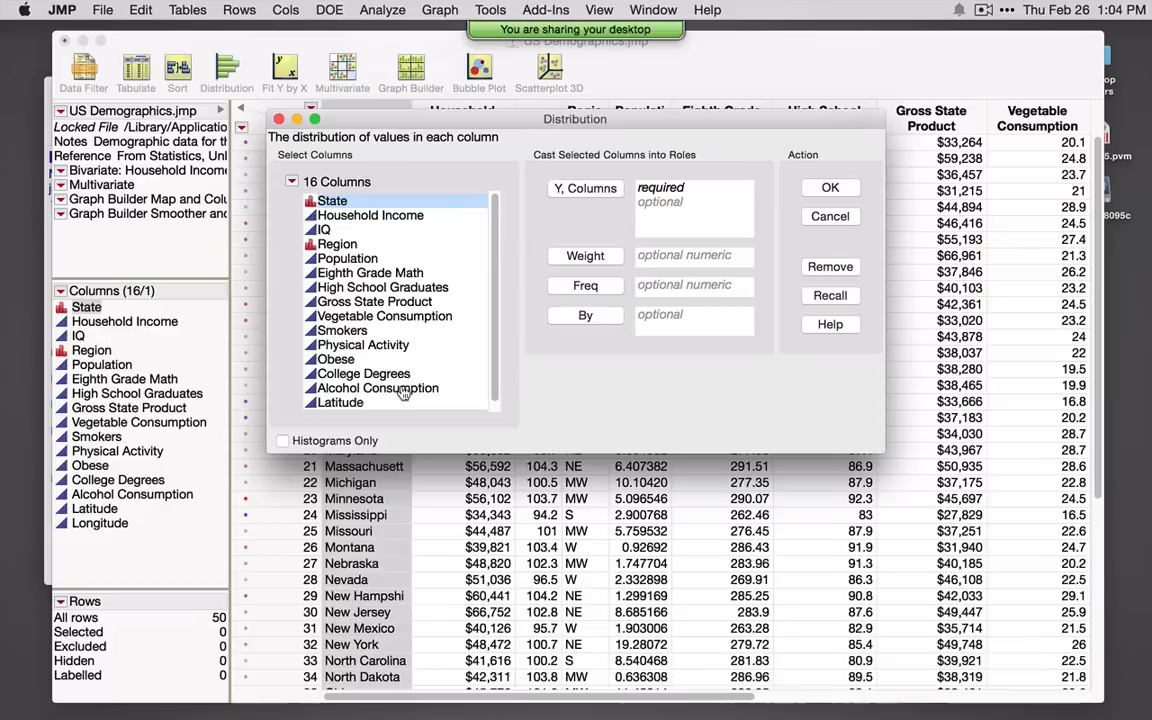 JMP File Edit Tables Rows Cols DOE Analyze Graph Tools Add-Ins View Window Help Thu Feb 26 1:04 PM
You are sharing your desktop
US Demographics.jmp
Data Filter Tabulate Sort Distribution Fit Y by X Multivariate Graph Builder Bubble Plot Scatterplot 3D
US Demographics.jmp
Locked File /Library/Applicatio
Notes Demographic data for th
Reference From Statistics, Unl
Bivariate: Household Income
Multivariate
Graph Builder Map and Colu
Graph Builder Smoother and
Columns (16/1)
State
Household Income
IQ
Region
Population
Eighth Grade Math
High School Graduates
Gross State Product
Vegetable Consumption
Smokers
Physical Activity
Obese
College Degrees
Alcohol Consumption
Latitude
Longitude
Rows
All rows 50
Selected 0
Excluded 0
Hidden 0
Labelled 0
Distribution
The distribution of values in each column
Select Columns
16 Columns
State
Household Income
IQ
Region
Population
Eighth Grade Math
High School Graduates
Gross State Product
Vegetable Consumption
Smokers
Physical Activity
Obese
College Degrees
Alcohol Consumption
Latitude
Histograms Only
Cast Selected Columns into Roles
Y, Columns required
optional
Weight optional numeric
Freq optional numeric
By optional
Action
OK
Cancel
Remove
Recall
Help
Gross State Product Vegetable Consumption
$33,264 20.1
$59,238 24.8
$36,457 23.7
$31,215 21
$44,894 28.9
$46,416 24.5
$55,193 27.4
$66,961 21.3
$37,846 26.2
$40,103 23.2
$42,361 24.5
$33,020 23.2
$43,878 24
$38,037 22
$38,280 19.5
$38,465 19.9
$33,666 16.8
$37,183 20.2
$34,030 28.7
$43,967 28.7
21 Massachusett $56,592 104.3 NE 6.407382 291.51 86.9 $50,935 28.6
22 Michigan $48,043 100.5 MW 10.10420 277.35 87.9 $37,175 22.8
23 Minnesota $56,102 103.7 MW 5.096546 290.07 92.3 $45,697 24.5
24 Mississippi $34,343 94.2 S 2.900768 262.46 83 $27,829 16.5
25 Missouri $44,487 101 MW 5.759532 276.45 87.9 $37,251 22.6
26 Montana $39,821 103.4 W 0.92692 286.43 91.9 $31,940 24.7
27 Nebraska $48,820 102.3 MW 1.747704 283.96 91.3 $40,185 20.2
28 Nevada $51,036 96.5 W 2.332898 269.91 86.3 $46,108 22.5
29 New Hampshi $60,441 104.2 NE 1.299169 285.25 90.8 $42,033 29.1
30 New Jersey $66,752 102.8 NE 8.685166 283.9 87.6 $49,447 25.9
31 New Mexico $40,126 95.7 W 1.903006 263.28 82.9 $35,714 21.5
32 New York $48,472 100.7 NE 19.28072 279.72 85.4 $49,748 26
33 North Carolina $41,616 100.2 S 8.540468 281.83 80.9 $39,921 22.5
34 North Dakota $42,311 103.8 MW 0.636308 286.96 89.5 $38,319 21.8